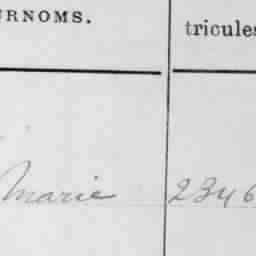 URNOMS.
tricules
Marie
2346